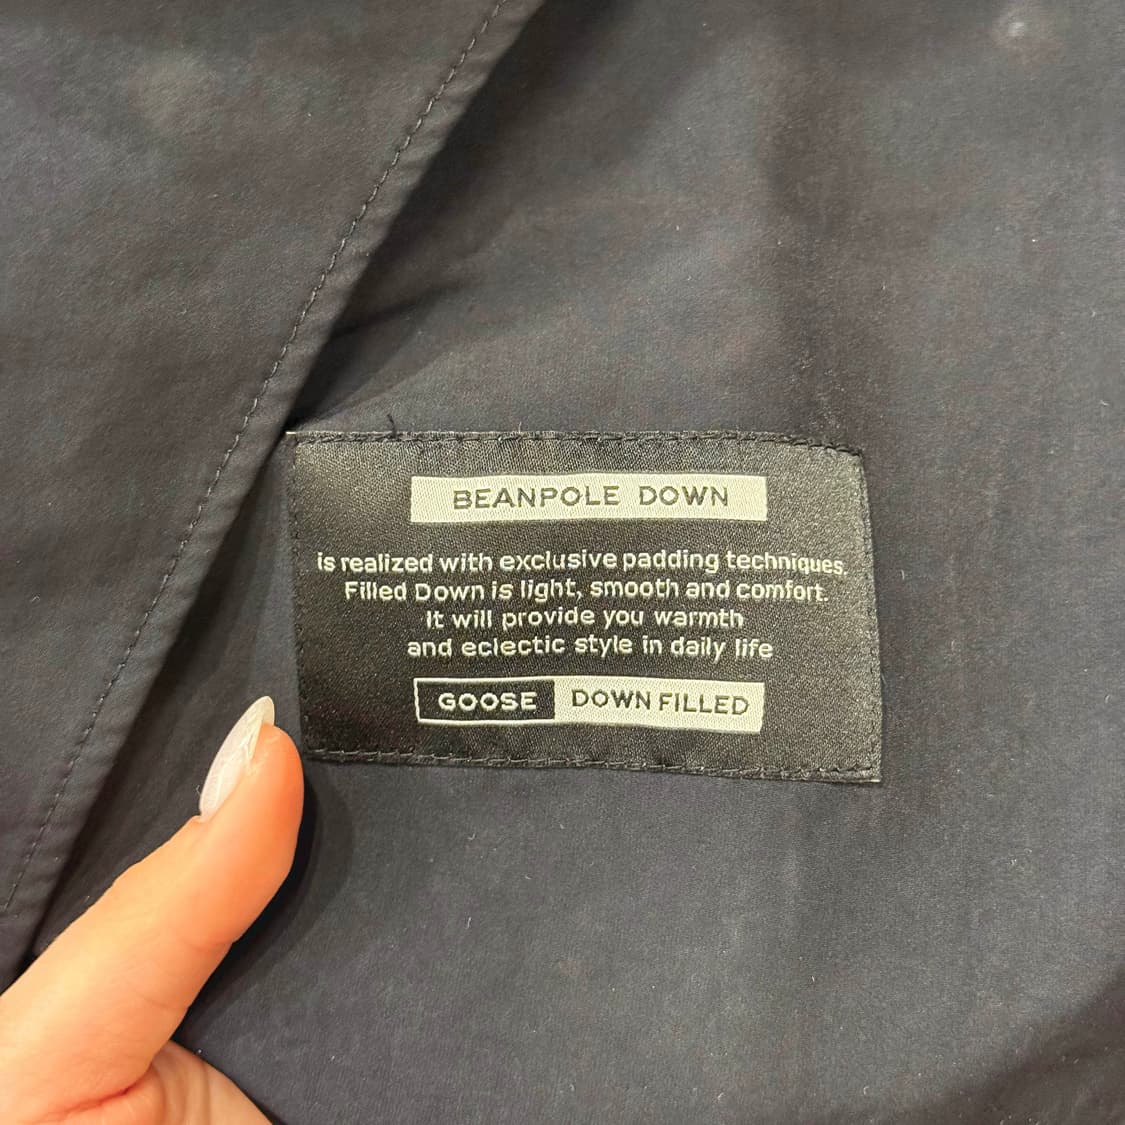 BEANPOLE DOWN
is realized with exclusive padding techniques.
Filled Down is light, smooth and comfort.
It will provide you warmth
and eclectic style in daily life
GOOSE DOWN FILLED